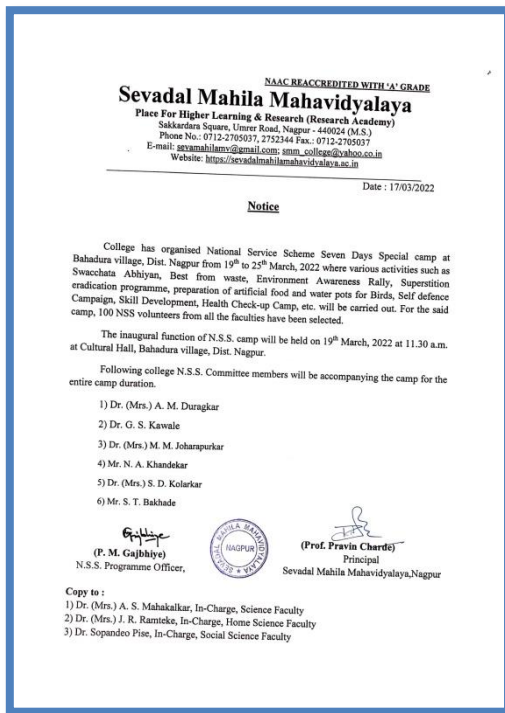 NAAC REACCREDITED WITH 'A' GRADE
Sevadal Mahila Mahavidyalaya
Place For Higher Learning & Research (Research Academy)
Sakkardara Square, Umrer Road, Nagpur - 440024 (M.S.)
Phone No.: 0712-2705037, 2752344 Fax.: 0712-2705037
E-mail: sevamahilamv@gmail.com; smm_college@yahoo.co.in
Website: https://sevadalmahilamahavidyalaya.ac.in
Date : 17/03/2022
Notice
College has organised National Service Scheme Seven Days Special camp at
Bahadura village, Dist. Nagpur from 19th to 25th March, 2022 where various activities such as
Swacchata Abhiyan, Best from waste, Environment Awareness Rally, Superstition
eradication programme, preparation of artificial food and water pots for Birds, Self defence
Campaign, Skill Development, Health Check-up Camp, etc. will be carried out. For the said
camp, 100 NSS volunteers from all the faculties have been selected.
The inaugural function of N.S.S. camp will be held on 19th March, 2022 at 11.30 a.m.
at Cultural Hall, Bahadura village, Dist. Nagpur.
Following college N.S.S. Committee members will be accompanying the camp for the
entire camp duration.
1) Dr. (Mrs.) A. M. Duragkar
2) Dr. G. S. Kawale
3) Dr. (Mrs.) M. M. Joharapurkar
4) Mr. N. A. Khandekar
5) Dr. (Mrs.) S. D. Kolarkar
6) Mr. S. T. Bakhade
SEVADAL MAHILA MAHAVIDYALAYA
NAGPUR
(P. M. Gajbhiye)
N.S.S. Programme Officer,
(Prof. Pravin Charde)
Principal
Sevadal Mahila Mahavidyalaya,Nagpur
Copy to :
1) Dr. (Mrs.) A. S. Mahakalkar, In-Charge, Science Faculty
2) Dr. (Mrs.) J. R. Ramteke, In-Charge, Home Science Faculty
3) Dr. Sopandeo Pise, In-Charge, Social Science Faculty